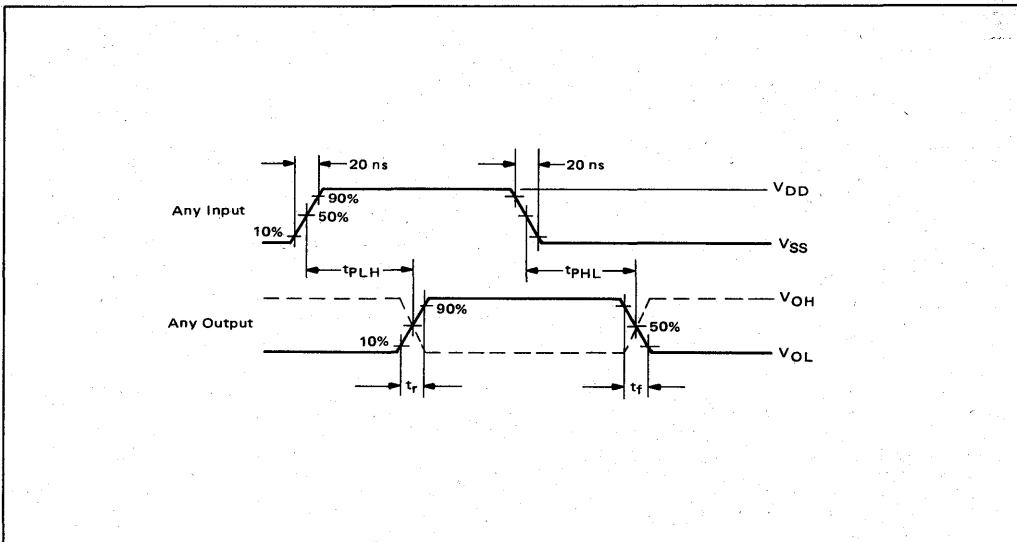 20 ns
20 ns
90%
VDD
Any Input
50%
10%
VSS
tPLH
tPHL
90%
VOH
Any Output
50%
10%
VOL
tr
tf